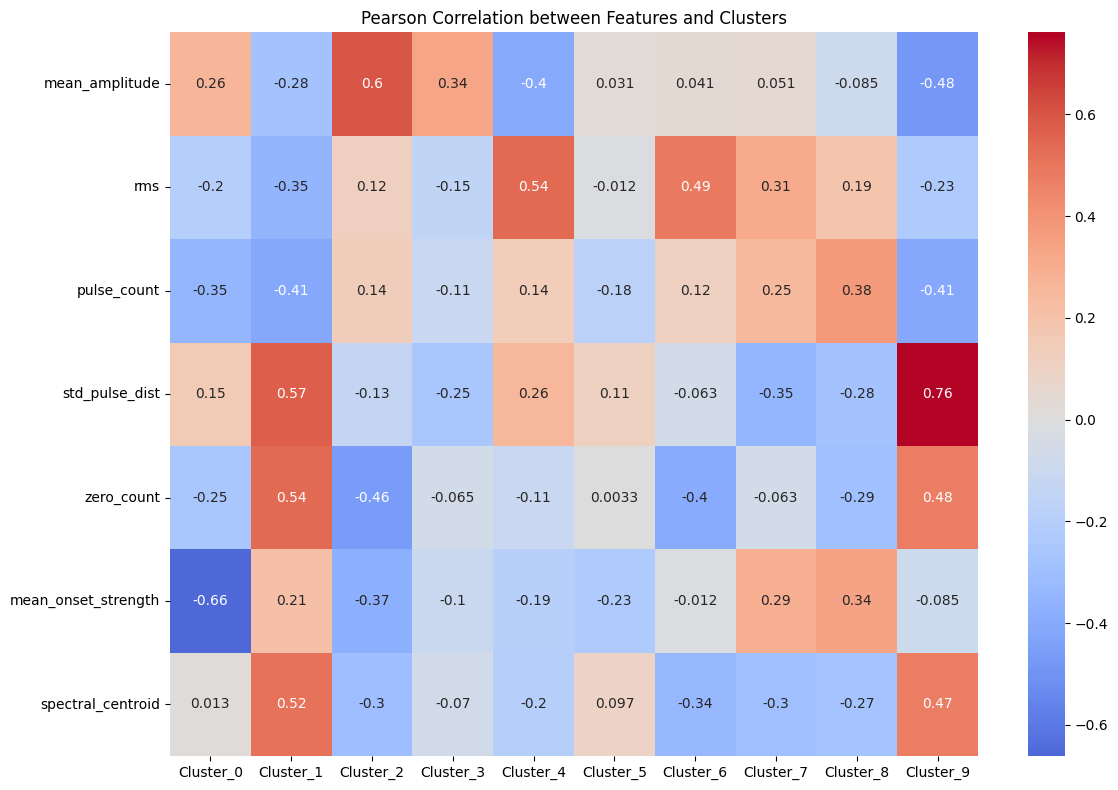 Pearson Correlation between Features and Clusters
mean_amplitude 0.26 -0.28 0.6 0.34 -0.4 0.031 0.041 0.051 -0.085 -0.48
rms -0.2 -0.35 0.12 -0.15 0.54 -0.012 0.49 0.31 0.19 -0.23
pulse_count -0.35 -0.41 0.14 -0.11 0.14 -0.18 0.12 0.25 0.38 -0.41
std_pulse_dist 0.15 0.57 -0.13 -0.25 0.26 0.11 -0.063 -0.35 -0.28 0.76
zero_count -0.25 0.54 -0.46 -0.065 -0.11 0.0033 -0.4 -0.063 -0.29 0.48
mean_onset_strength -0.66 0.21 -0.37 -0.1 -0.19 -0.23 -0.012 0.29 0.34 -0.085
spectral_centroid 0.013 0.52 -0.3 -0.07 -0.2 0.097 -0.34 -0.3 -0.27 0.47
Cluster_0 Cluster_1 Cluster_2 Cluster_3 Cluster_4 Cluster_5 Cluster_6 Cluster_7 Cluster_8 Cluster_9
0.6
0.4
0.2
0.0
−0.2
−0.4
−0.6